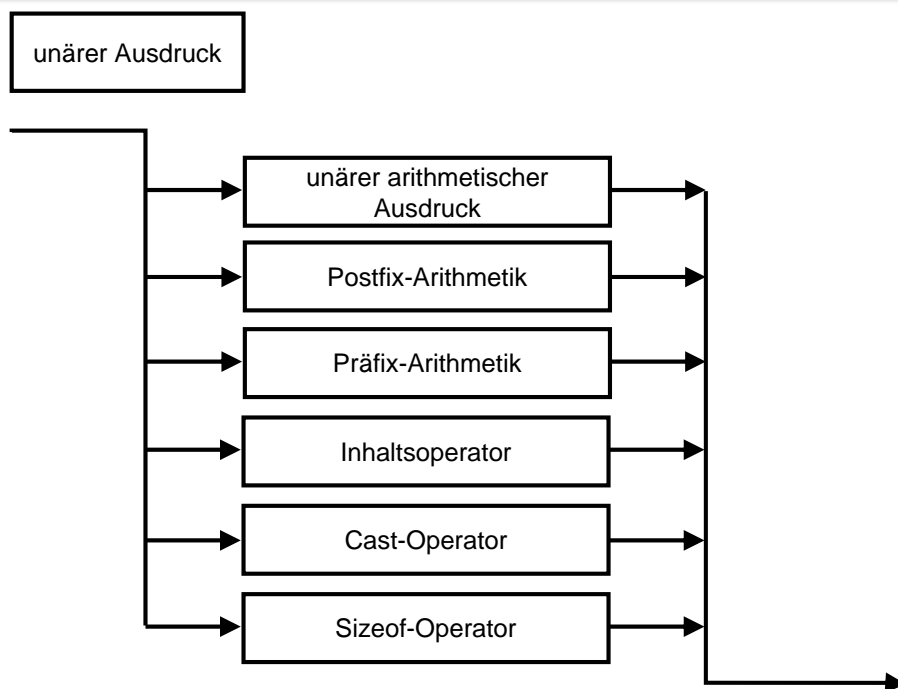 unärer Ausdruck
unärer arithmetischer
Ausdruck
Postfix-Arithmetik
Präfix-Arithmetik
Inhaltsoperator
Cast-Operator
Sizeof-Operator